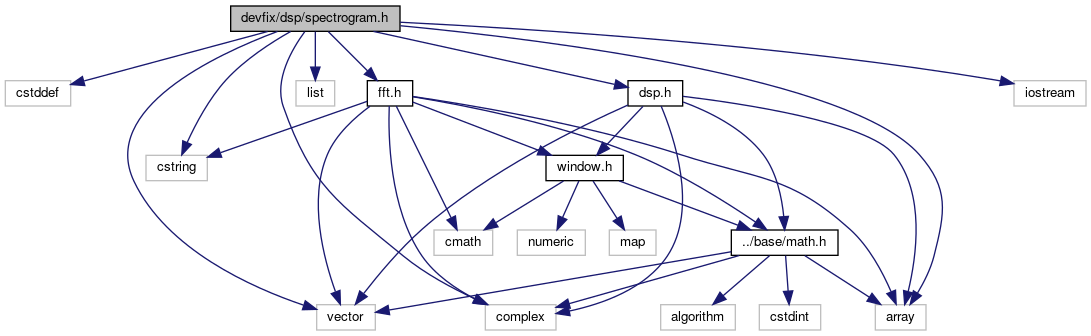 devfix/dsp/spectrogram.h
cstddef
list
fft.h
dsp.h
iostream
cstring
window.h
cmath
numeric
map
../base/math.h
vector
complex
algorithm
cstdint
array